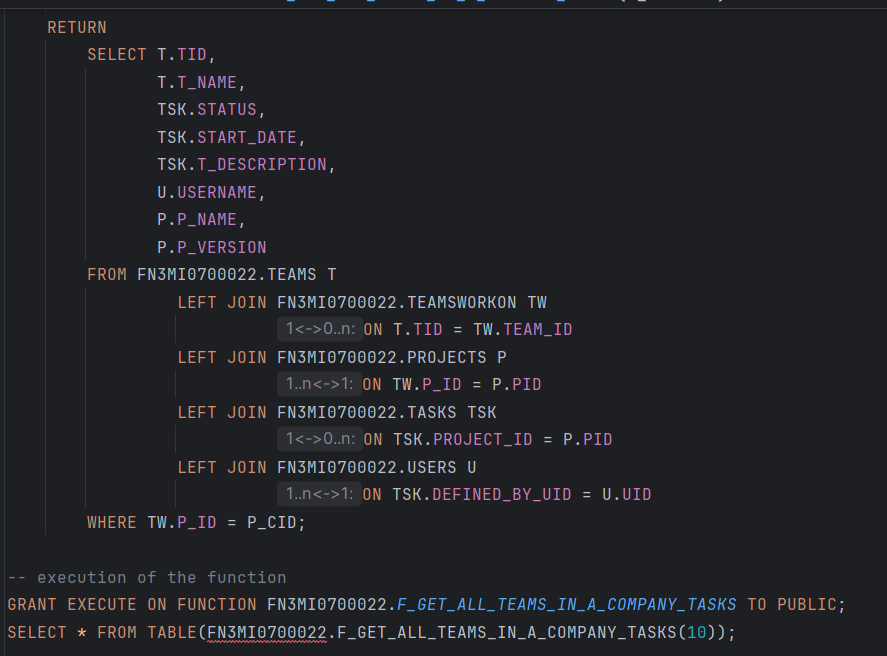 RETURN
SELECT T.TID,
T.T_NAME,
TSK.STATUS,
TSK.START_DATE,
TSK.T_DESCRIPTION,
U.USERNAME,
P.P_NAME,
P.P_VERSION
FROM FN3MI0700022.TEAMS T
LEFT JOIN FN3MI0700022.TEAMSWORKON TW
1<->0..n: ON T.TID = TW.TEAM_ID
LEFT JOIN FN3MI0700022.PROJECTS P
1..n<->1: ON TW.P_ID = P.PID
LEFT JOIN FN3MI0700022.TASKS TSK
1<->0..n: ON TSK.PROJECT_ID = P.PID
LEFT JOIN FN3MI0700022.USERS U
1..n<->1: ON TSK.DEFINED_BY_UID = U.UID
WHERE TW.P_ID = P_CID;
-- execution of the function
GRANT EXECUTE ON FUNCTION FN3MI0700022.F_GET_ALL_TEAMS_IN_A_COMPANY_TASKS TO PUBLIC;
SELECT * FROM TABLE(FN3MI0700022.F_GET_ALL_TEAMS_IN_A_COMPANY_TASKS(10));